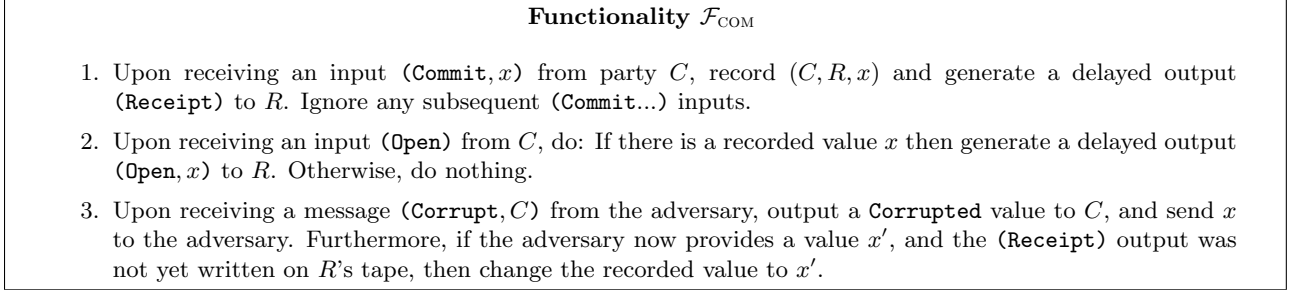 Functionality F_COM
1. Upon receiving an input (Commit, x) from party C, record (C, R, x) and generate a delayed output
(Receipt) to R. Ignore any subsequent (Commit...) inputs.
2. Upon receiving an input (Open) from C, do: If there is a recorded value x then generate a delayed output
(Open, x) to R. Otherwise, do nothing.
3. Upon receiving a message (Corrupt, C) from the adversary, output a Corrupted value to C, and send x
to the adversary. Furthermore, if the adversary now provides a value x′, and the (Receipt) output was
not yet written on R's tape, then change the recorded value to x′.